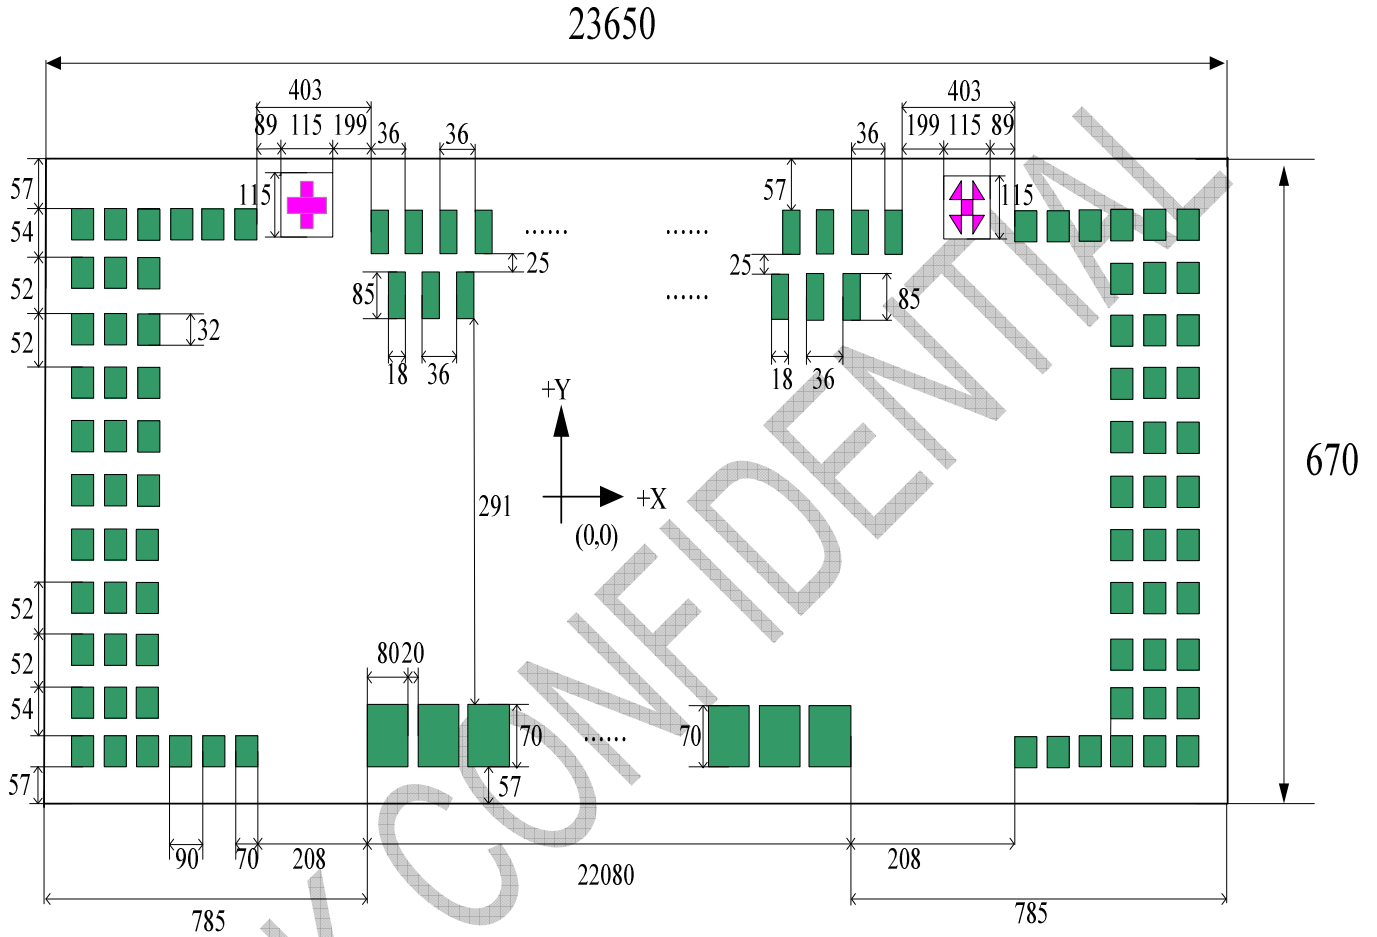 23650
403 403
89 115 199 36 36 36 199 115 89
57 115 57 115
54
...... ......
25 25
52 85 ...... 85
52 32
18 36 18 36
+Y
670
291 +X
(0,0)
52
52 80 20
54 70 ...... 70
57 57
90 70 208 208
22080
785 785
CONFIDENTIAL